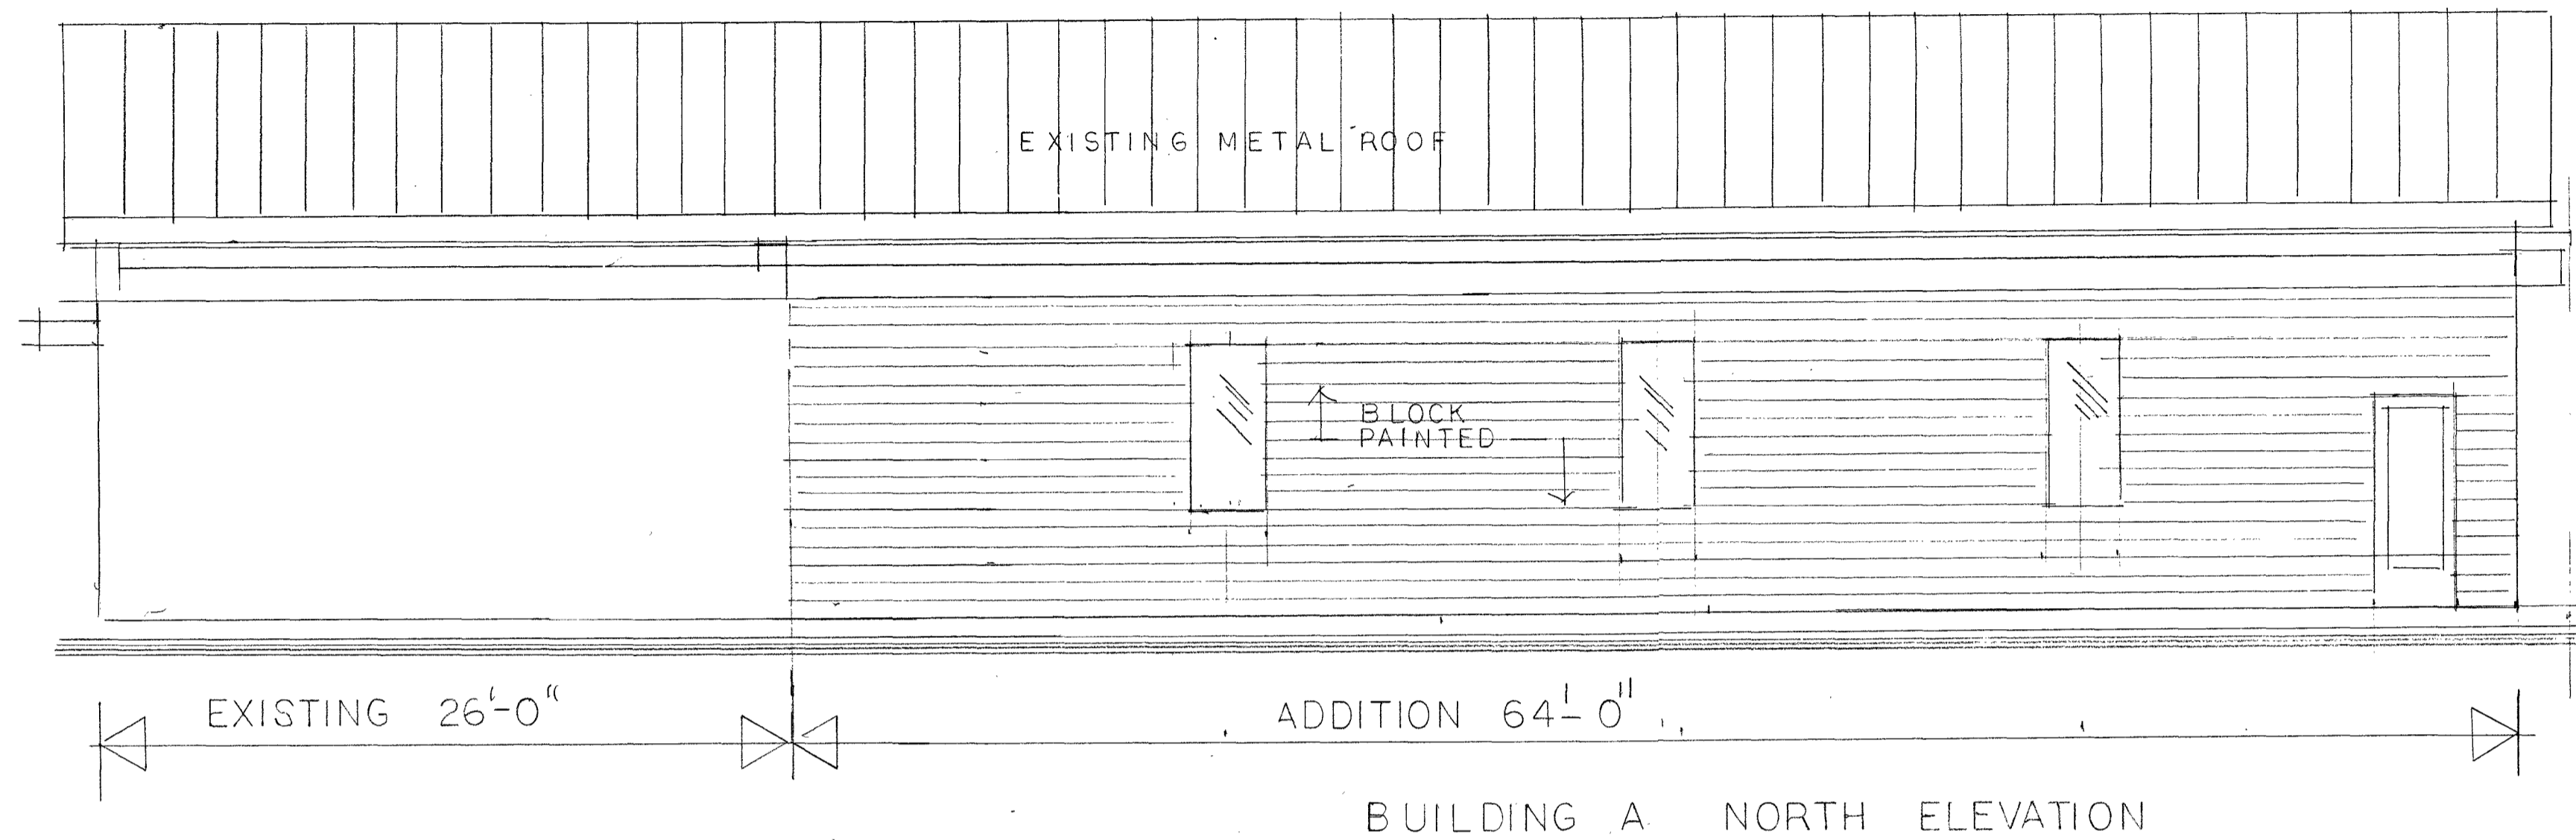 EXISTING METAL ROOF
BLOCK
PAINTED
EXISTING 26'-0"
ADDITION 64'-0"
BUILDING A NORTH ELEVATION